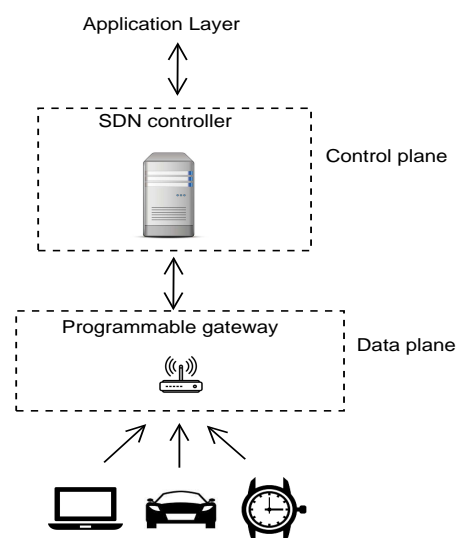 Application Layer
SDN controller
Control plane
Programmable gateway
Data plane